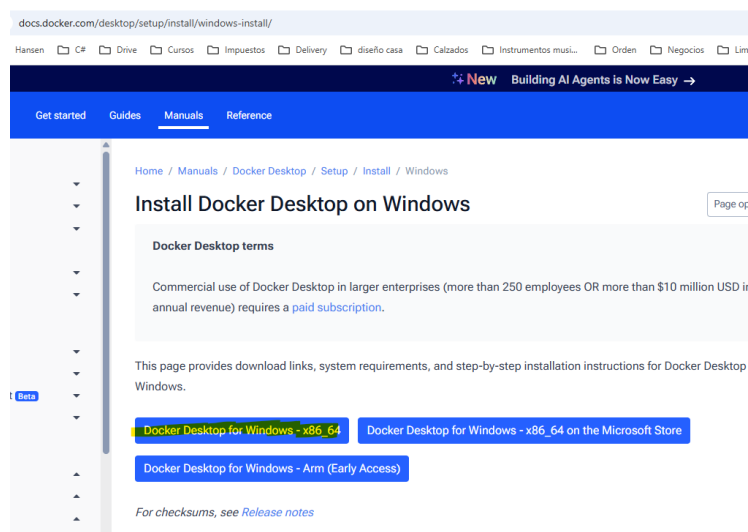 docs.docker.com/desktop/setup/install/windows-install/
Hansen C# Drive Cursos Impuestos Delivery diseño casa Calzados Instrumentos musi... Orden Negocios Lim
New Building AI Agents is Now Easy →
Get started Guides Manuals Reference
Home / Manuals / Docker Desktop / Setup / Install / Windows
Install Docker Desktop on Windows
Page op
Docker Desktop terms
Commercial use of Docker Desktop in larger enterprises (more than 250 employees OR more than $10 million USD in
annual revenue) requires a paid subscription.
This page provides download links, system requirements, and step-by-step installation instructions for Docker Desktop
Windows.
t Beta
Docker Desktop for Windows - x86_64 Docker Desktop for Windows - x86_64 on the Microsoft Store
Docker Desktop for Windows - Arm (Early Access)
For checksums, see Release notes